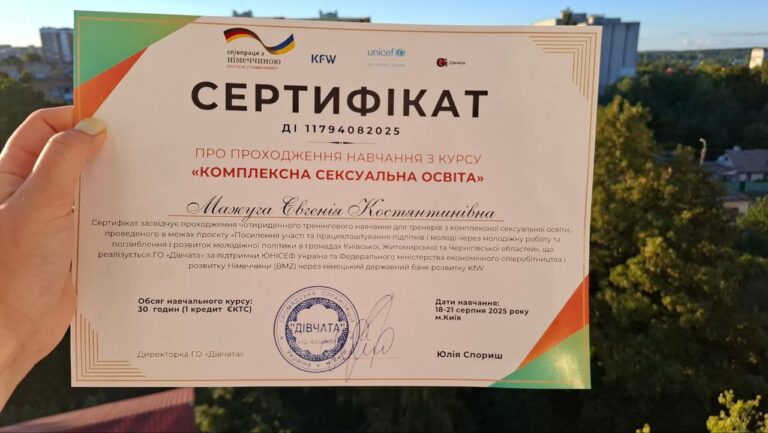 співпраця з
німеччиною
DEUTSCHE ZUSAMMENARBEIT
KFW
unicef
ДІВЧАТА
СЕРТИФІКАТ
ДІ 11794082025
ПРО ПРОХОДЖЕННЯ НАВЧАННЯ З КУРСУ
«КОМПЛЕКСНА СЕКСУАЛЬНА ОСВІТА»
Мажуга Євгенія Костянтинівна
Сертифікат засвідчує проходження чотириденного тренінгового навчання для тренерів з комплексної сексуальної освіти,
проведеного в межах проєкту «Посилення участі та працевлаштування підлітків і молоді через молодіжну роботу та
поглиблення і розвиток молодіжної політики в громадах Київської, Житомирської та Чернігівської областей», що
реалізується ГО «Дівчата» за підтримки ЮНІСЕФ Україна та Федерального міністерства економічного співробітництва і
розвитку Німеччини (BMZ) через німецький державний банк розвитку KfW
Обсяг навчального курсу:
30 годин (1 кредит ЄКТС)
ГРОМАДСЬКА ОРГАНІЗАЦІЯ
"ДІВЧАТА"
Україна
Дати навчання:
18-21 серпня 2025 року
м.Київ
Директорка ГО «Дівчата»
Юлія Спориш